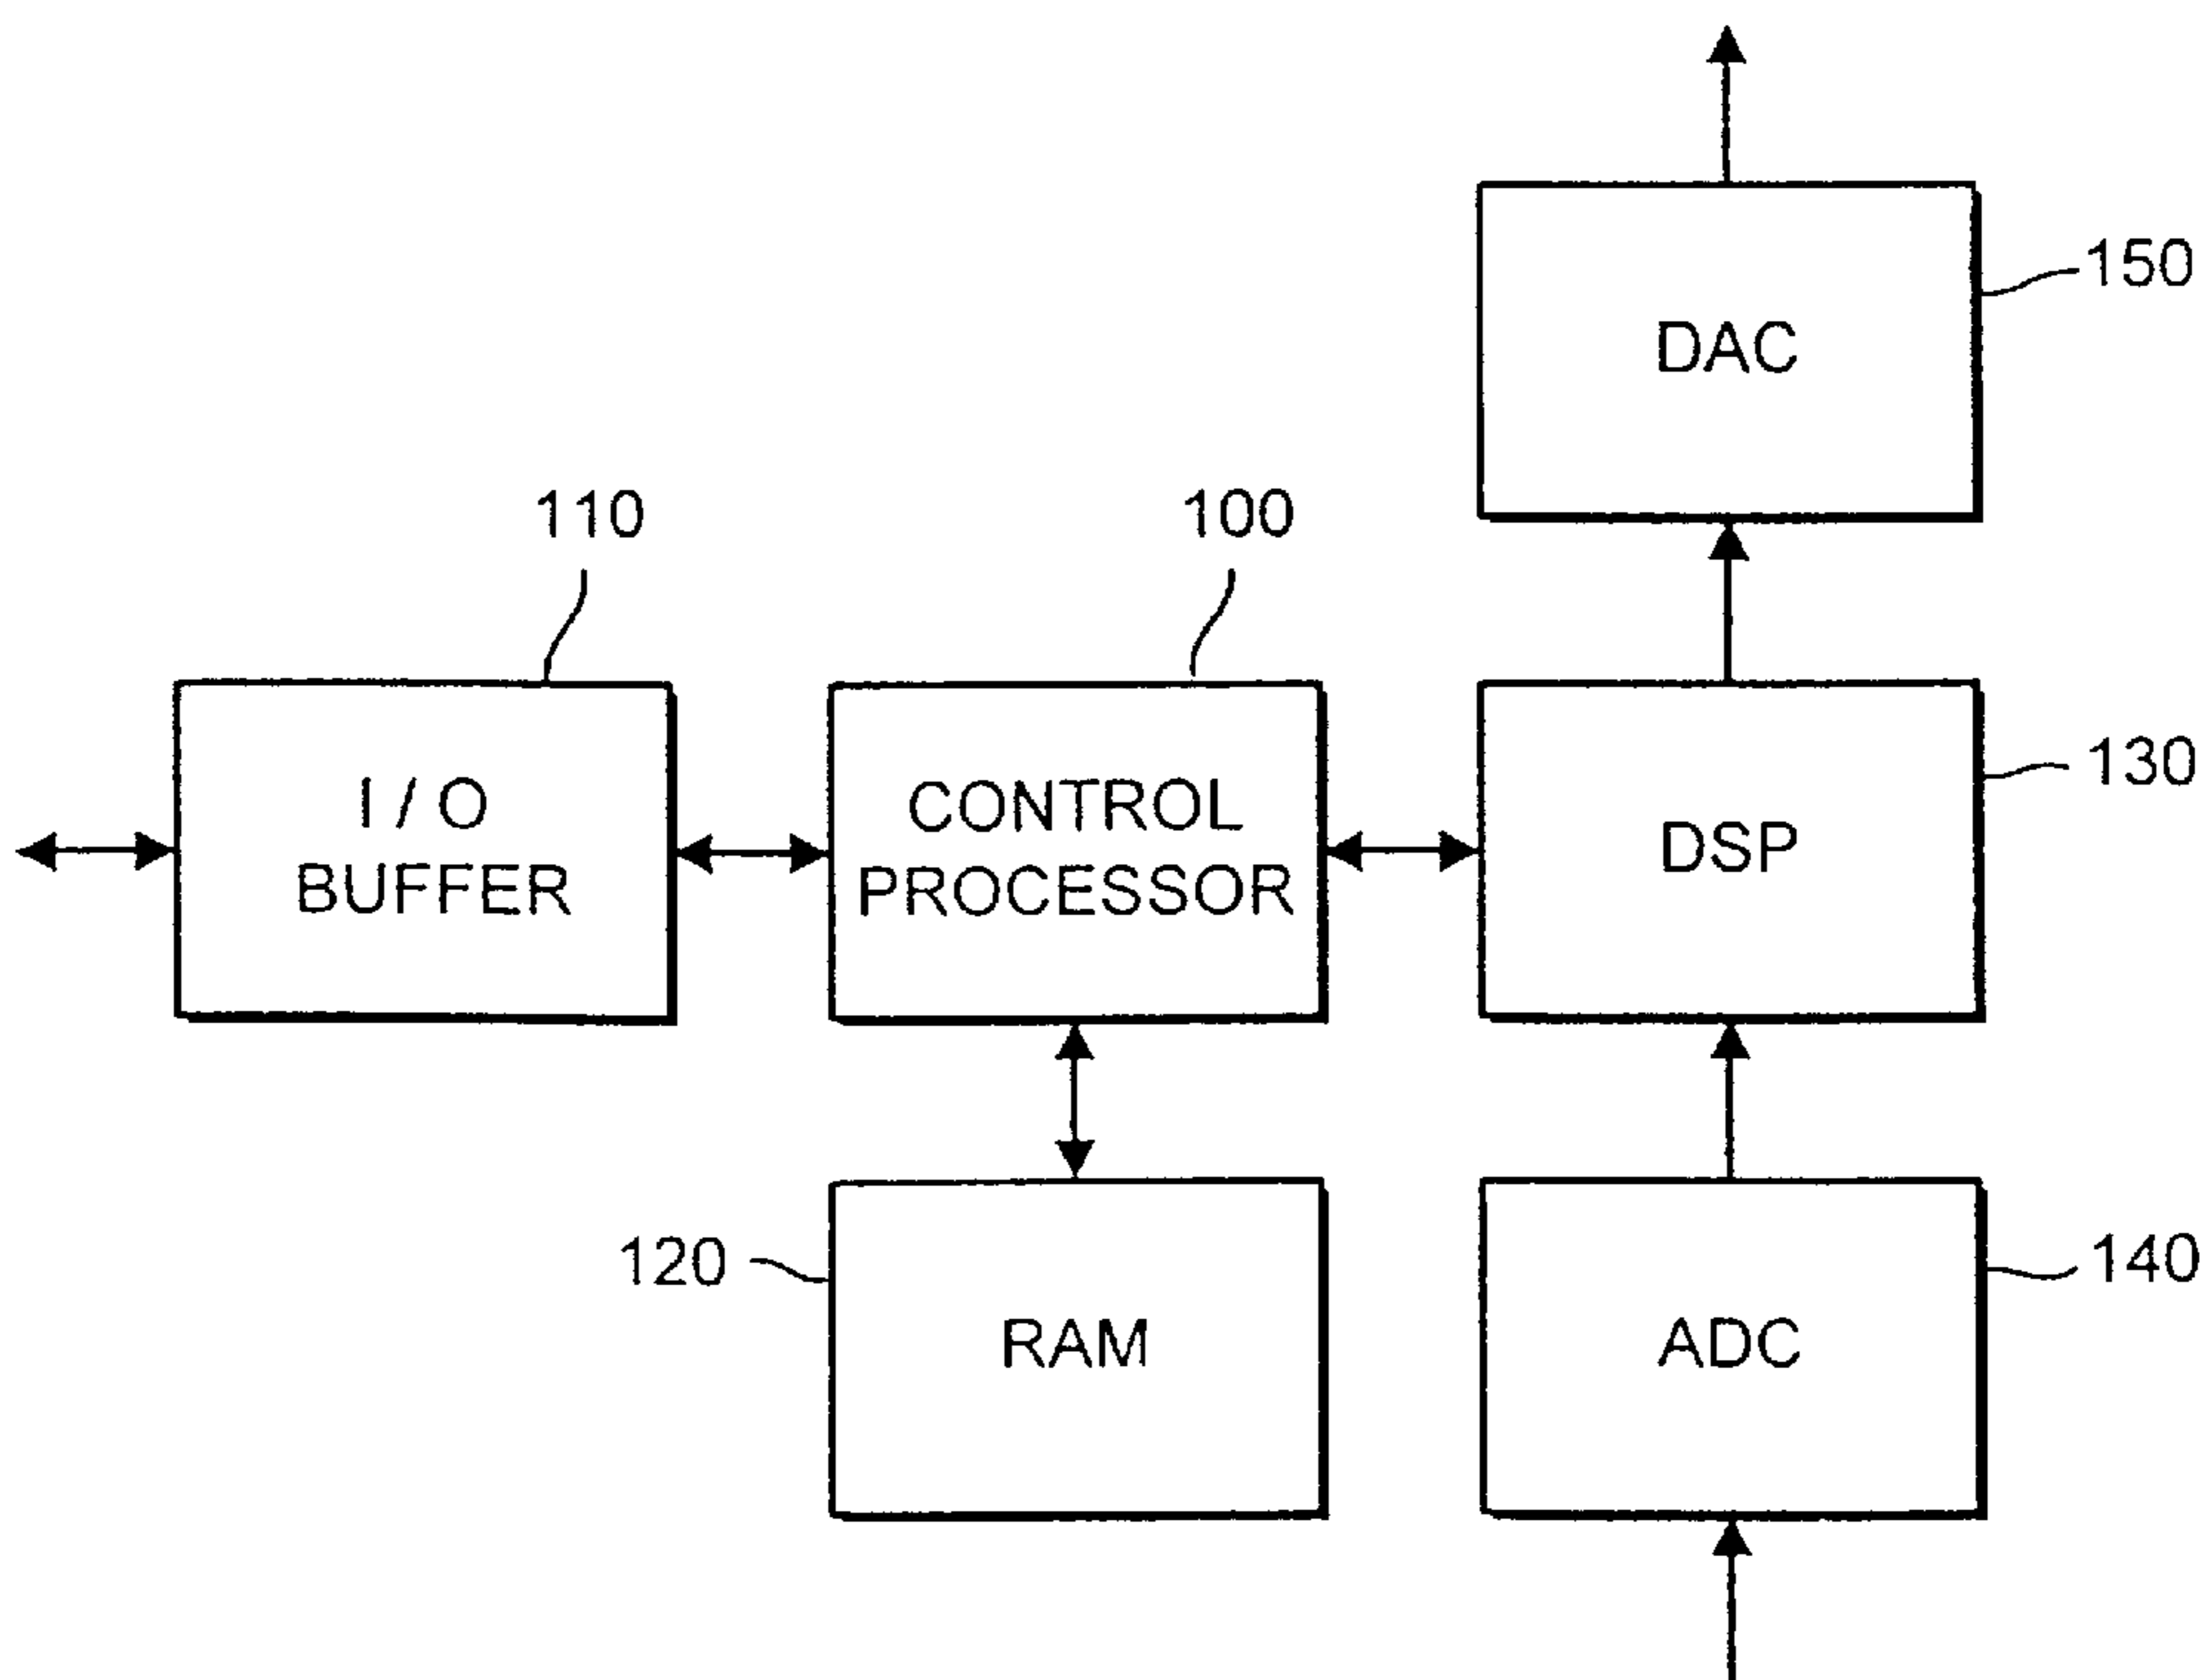 150
DAC
110
100
130
I / O
BUFFER
CONTROL
PROCESSOR
DSP
120
RAM
140
ADC